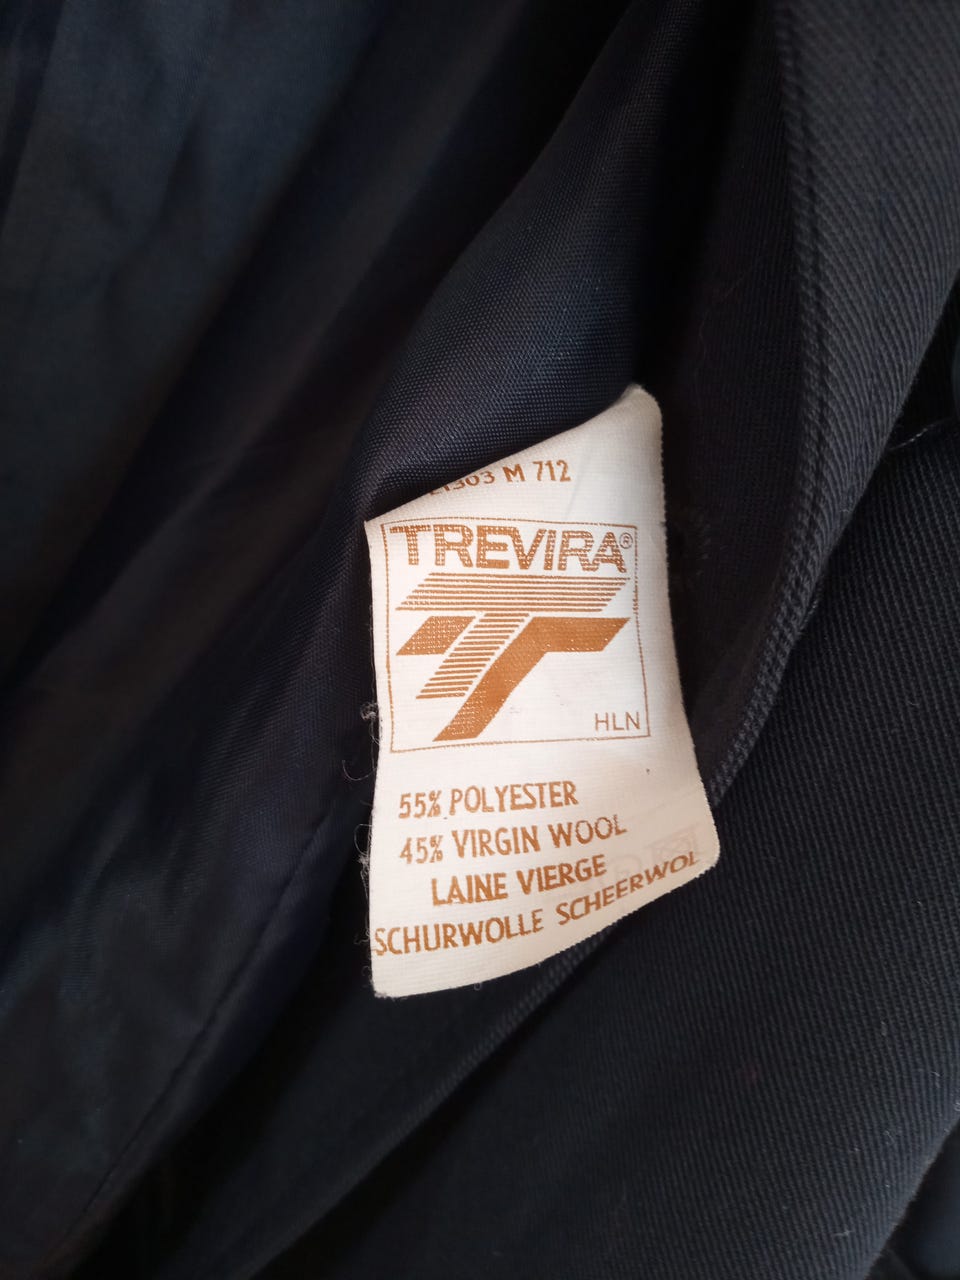 M 712
TREVIRA®
HLN
55% POLYESTER
45% VIRGIN WOOL
LAINE VIERGE
SCHURWOLLE SCHEERWOL